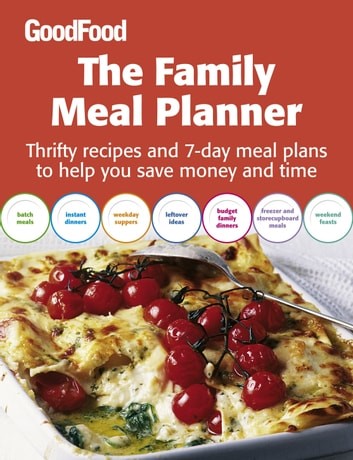 GoodFood
The Family
Meal Planner
Thrifty recipes and 7-day meal plans
to help you save money and time
batch
meals
instant
dinners
weekday
suppers
leftover
ideas
budget
family
dinners
freezer and
storecupboard
meals
weekend
feasts